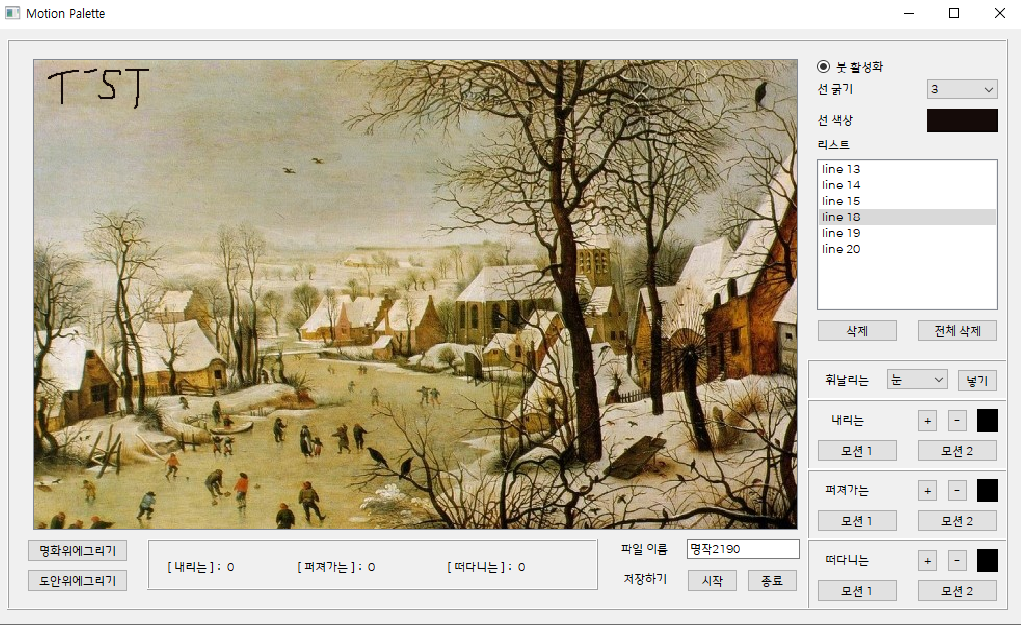 Motion Palette
TEST
붓 활성화
선 굵기
3
선 색상
리스트
line 13
line 14
line 15
line 18
line 19
line 20
삭제
전체 삭제
휘날리는
눈
넣기
내리는
+
-
모션 1
모션 2
퍼져가는
+
-
모션 1
모션 2
떠다니는
+
-
모션 1
모션 2
명화위에그리기
도안위에그리기
[ 내리는 ] : 0
[ 퍼져가는 ] : 0
[ 떠다니는 ] : 0
파일 이름
명작2190
저장하기
시작
종료